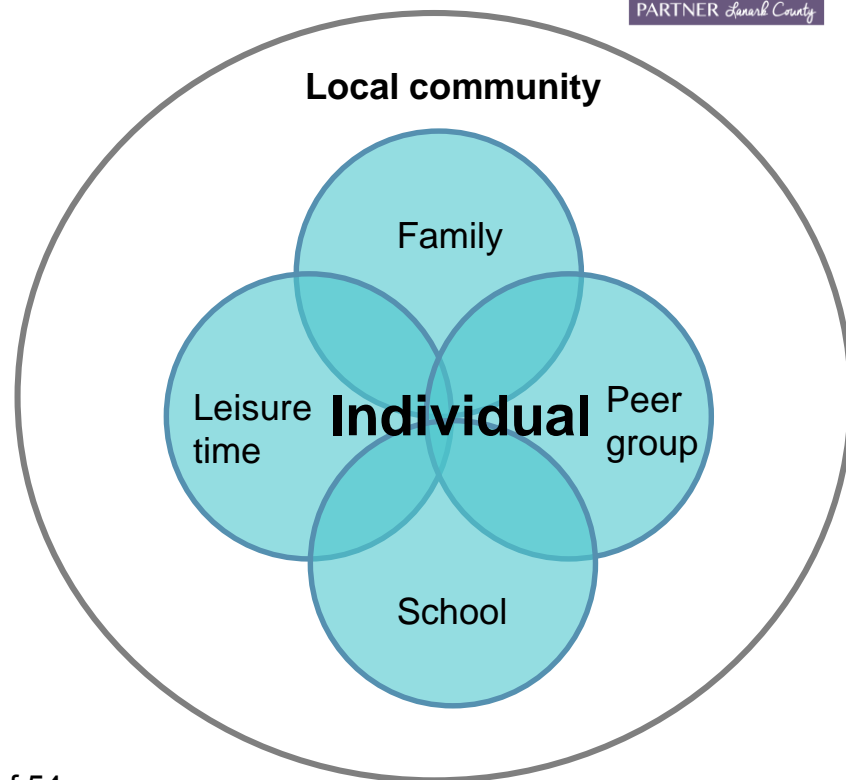 PARTNER Lanark County
Local community
Family
Leisure
time
Individual
Peer
group
School
f 54